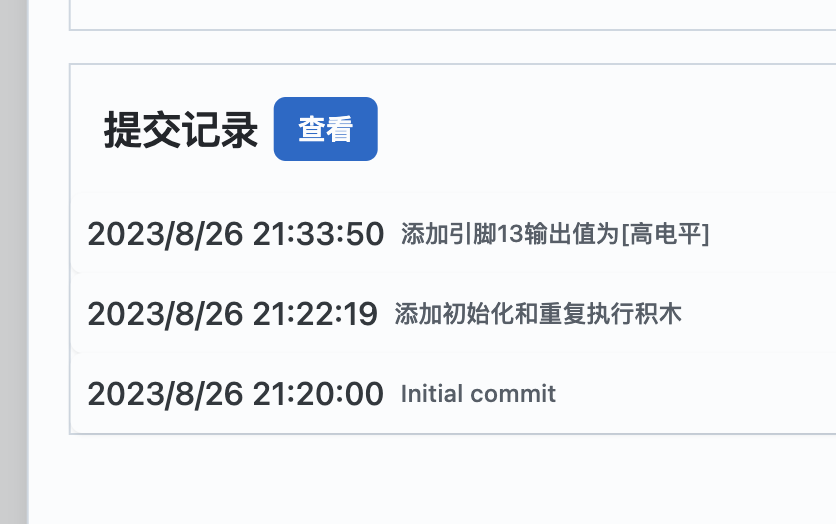 提交记录 查看
2023/8/26 21:33:50 添加引脚13输出值为[高电平]
2023/8/26 21:22:19 添加初始化和重复执行积木
2023/8/26 21:20:00 Initial commit